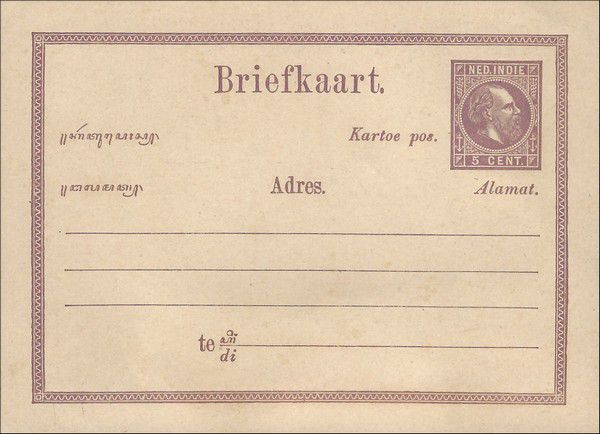 Briefkaart.
NED. INDIE
5 CENT.
Kartoe pos.
Adres.
Alamat.
te
di